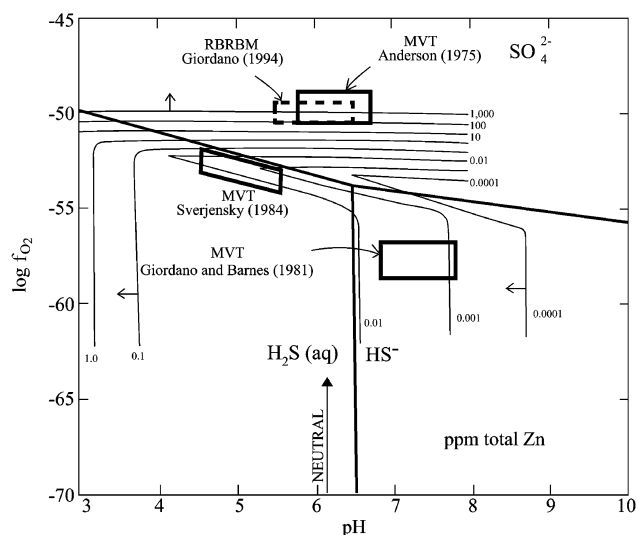 -45
-50
-55
-60
-65
-70
log fO2
RBRBM
Giordano (1994)
MVT
Anderson (1975)
SO4 2-
1,000
100
10
0.01
0.0001
MVT
Sverjensky (1984)
MVT
Giordano and Barnes (1981)
1.0
0.1
0.01
0.001
0.0001
H2S (aq)
HS-
NEUTRAL
ppm total Zn
3
4
5
6
7
8
9
10
pH